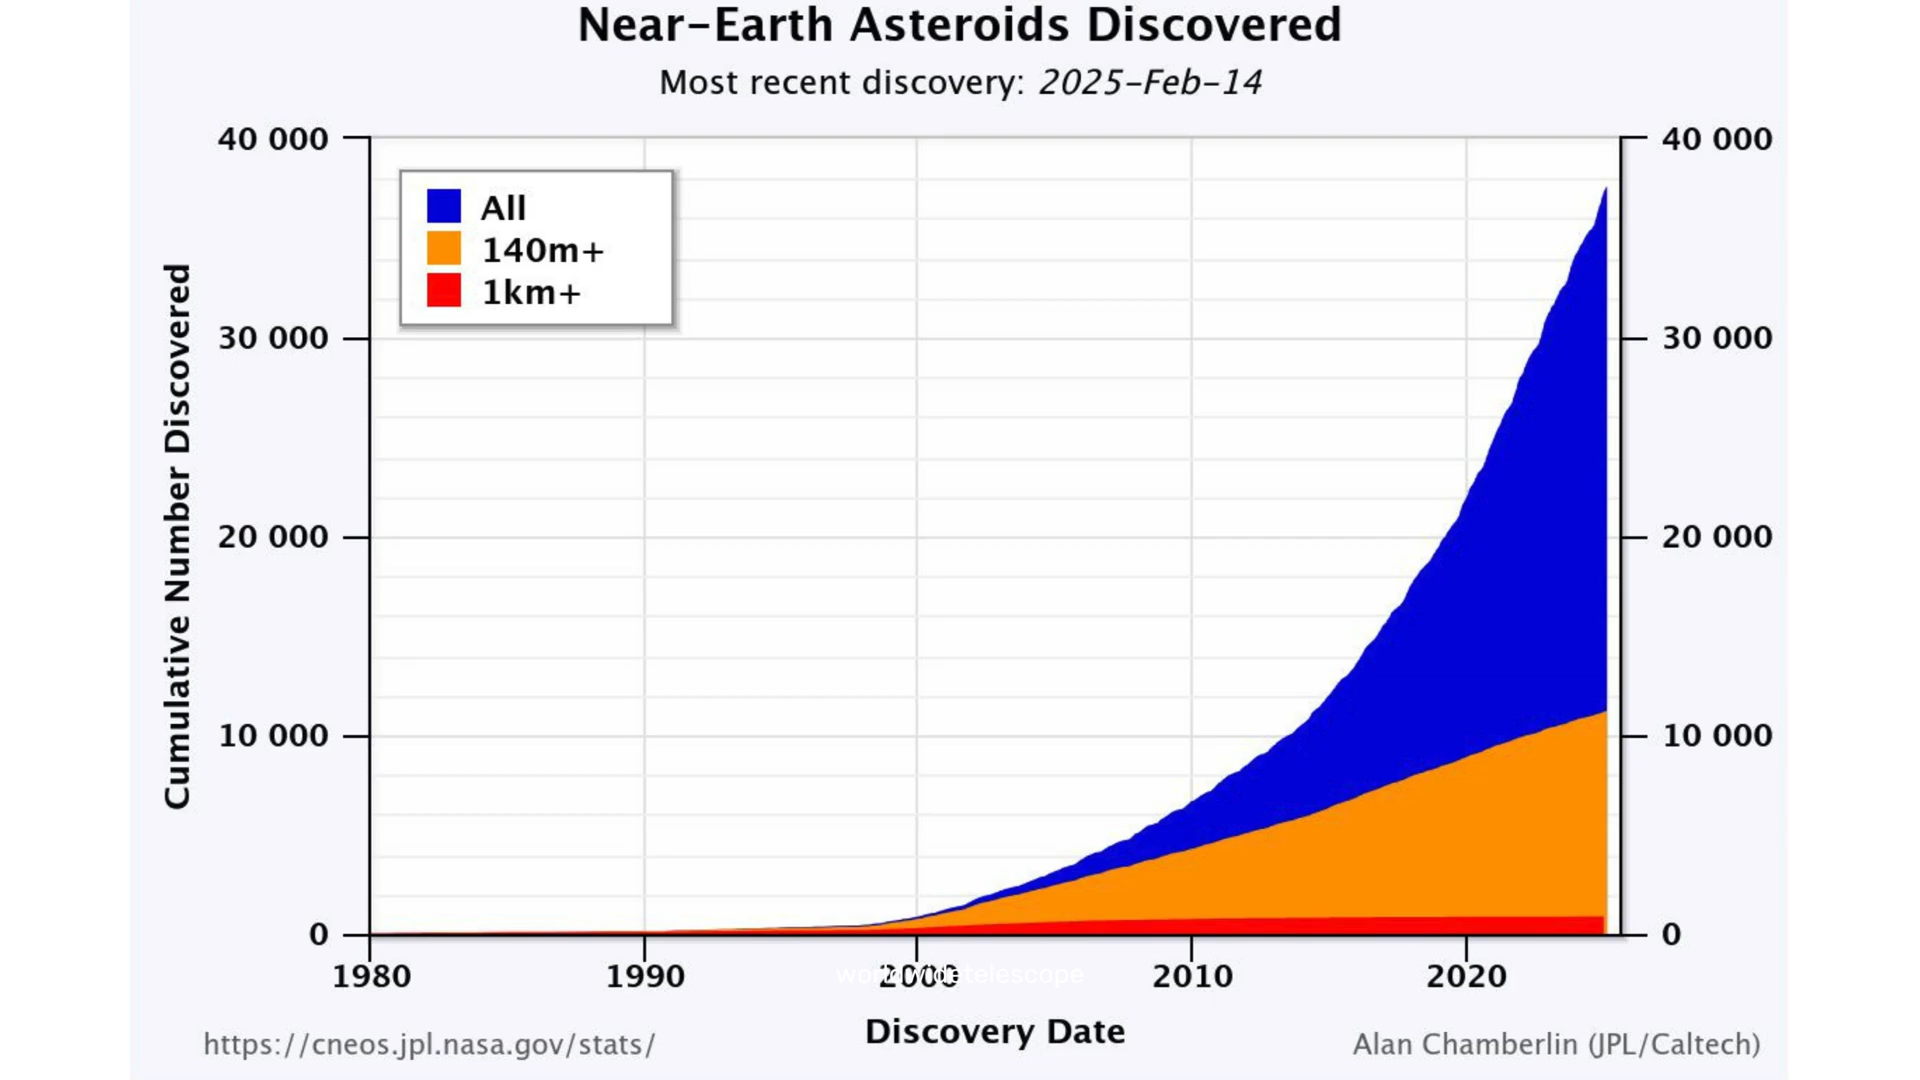 Near-Earth Asteroids Discovered
Most recent discovery: 2025-Feb-14
40 000
40 000
All
140m+
1km+
30 000
30 000
20 000
20 000
10 000
10 000
0
0
Cumulative Number Discovered
1980
1990
2000
2010
2020
worldwidetelescope
Discovery Date
https://cneos.jpl.nasa.gov/stats/
Alan Chamberlin (JPL/Caltech)